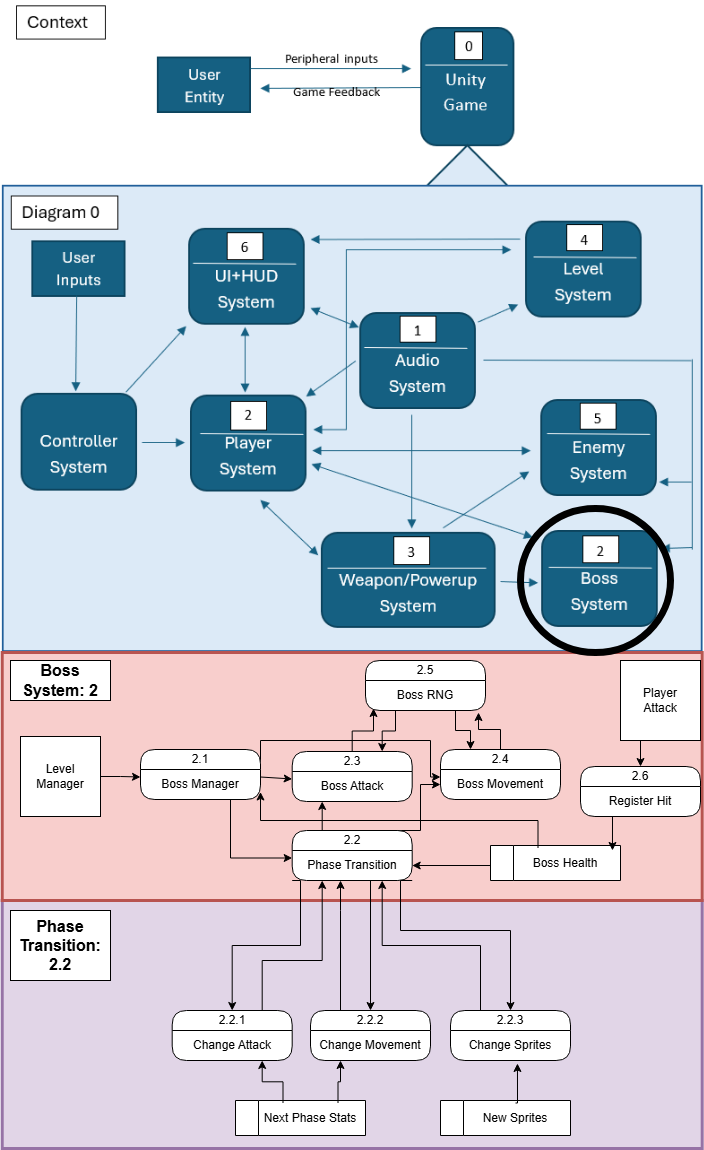 Context
0
Unity
Game
User
Entity
Peripheral inputs
Game Feedback
Diagram 0
User
Inputs
6
UI+HUD
System
4
Level
System
1
Audio
System
Controller
System
2
Player
System
5
Enemy
System
3
Weapon/Powerup
System
2
Boss
System
Boss
System: 2
2.5
Boss RNG
Player
Attack
Level
Manager
2.1
Boss Manager
2.3
Boss Attack
2.4
Boss Movement
2.6
Register Hit
2.2
Phase Transition
Boss Health
Phase
Transition:
2.2
2.2.1
Change Attack
2.2.2
Change Movement
2.2.3
Change Sprites
Next Phase Stats
New Sprites